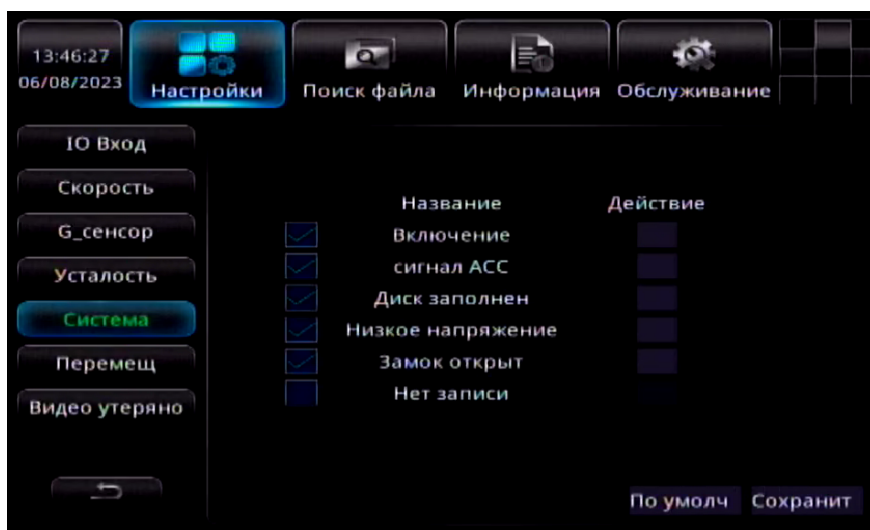 13:46:27
06/08/2023
Настройки
Поиск файла
Информация
Обслуживание
IO Вход
Скорость
G_сенсор
Усталость
Система
Перемещ
Видео утеряно
Название Действие
Включение
сигнал ACC
Диск заполнен
Низкое напряжение
Замок открыт
Нет записи
По умолч Сохранит